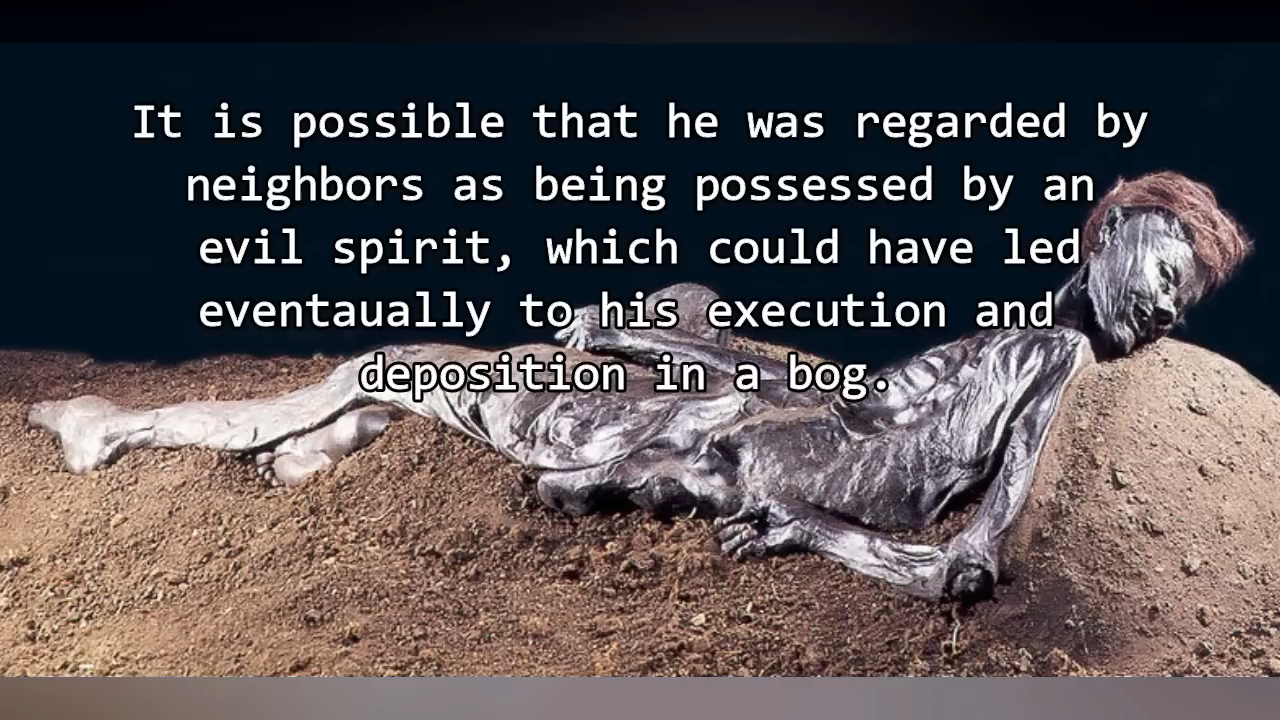 It is possible that he was regarded by
neighbors as being possessed by an
evil spirit, which could have led
eventaually to his execution and
deposition in a bog.